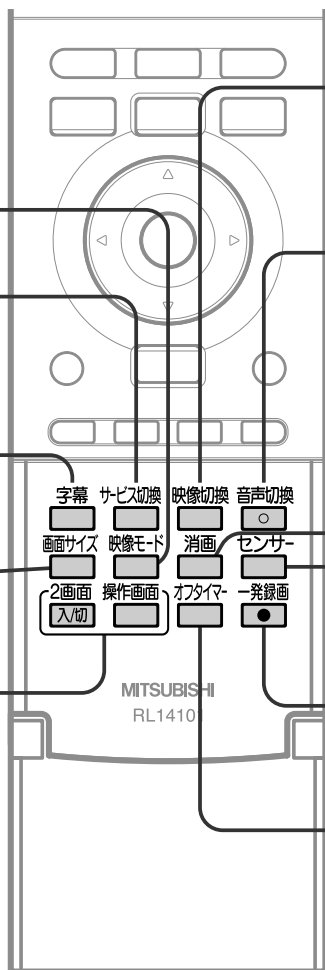 字幕 サービス切換 映像切換 音声切換
画面サイズ 映像モード 消画 センサー
2画面 操作画面 オフタイマー 一発録画
入/切
MITSUBISHI
RL14101